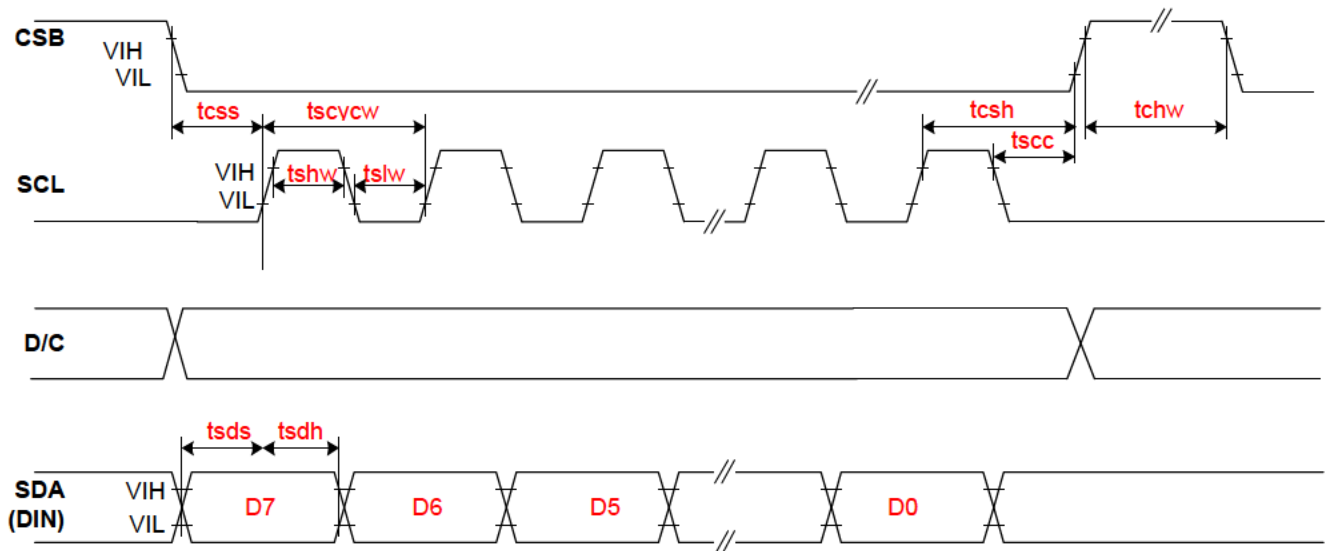 CSB
VIH
VIL
tcss
tscycw
tcsh
tchw
tscc
SCL
VIH
VIL
tshw
tslw
D/C
tsds
tsdh
SDA
(DIN)
VIH
VIL
D7
D6
D5
D0